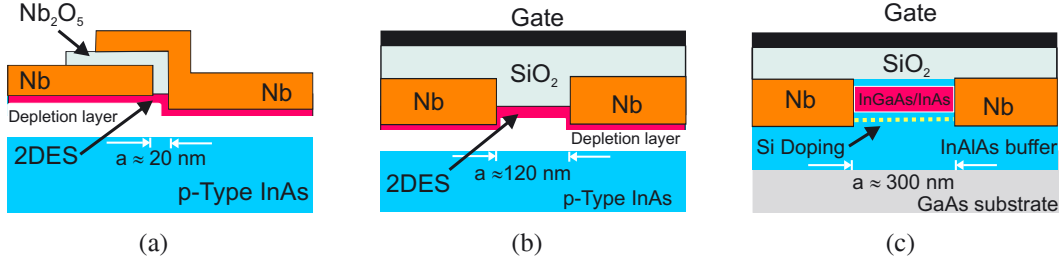 Nb₂O₅
Nb
Nb
Depletion layer
2DES
a ≈ 20 nm
p-Type InAs
(a)
Gate
SiO₂
Nb
Nb
Depletion layer
2DES
a ≈120 nm
p-Type InAs
(b)
Gate
SiO₂
Nb
InGaAs/InAs
Nb
Si Doping
InAlAs buffer
a ≈ 300 nm
GaAs substrate
(c)